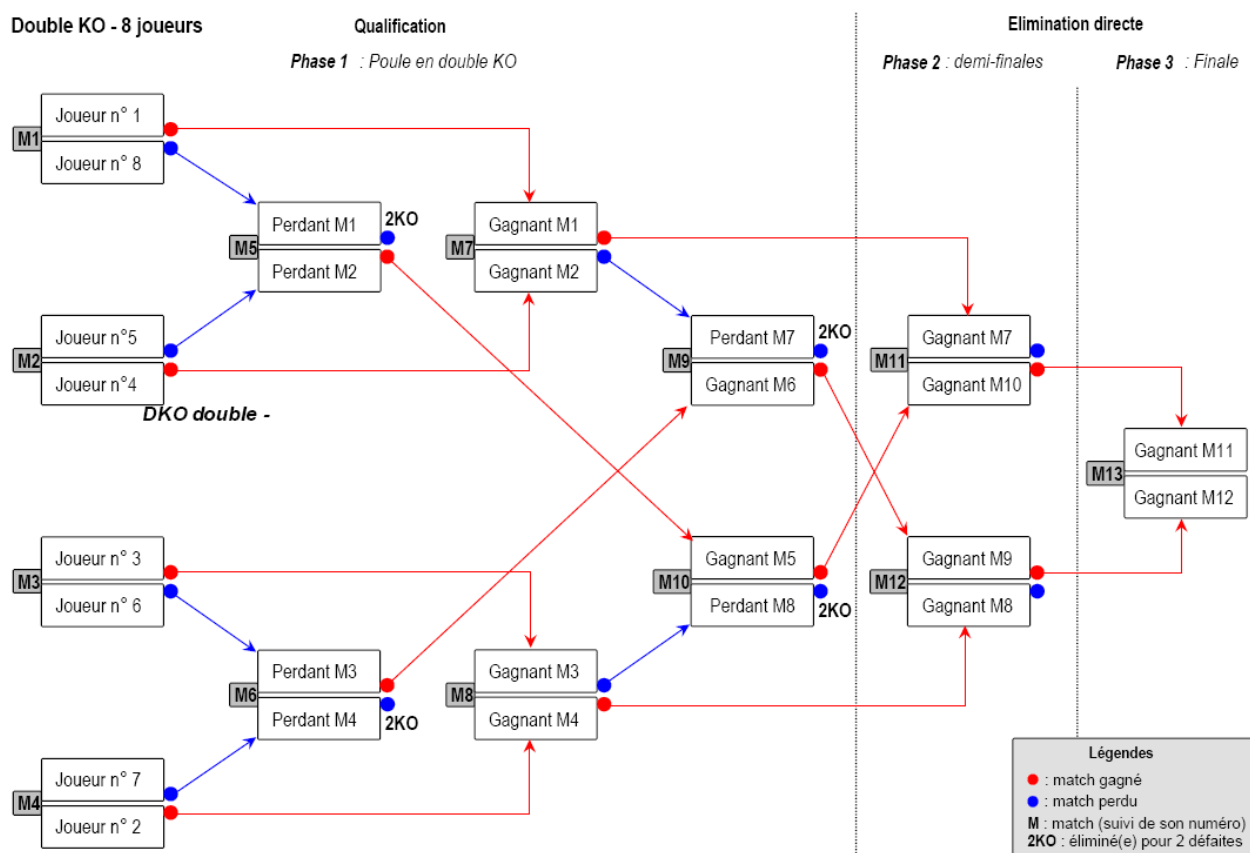 Double KO - 8 joueurs
Qualification
Elimination directe
Phase 1 : Poule en double KO
Phase 2 : demi-finales
Phase 3 : Finale
M1
Joueur n° 1
Joueur n° 8
M5
Perdant M1
Perdant M2
2KO
M7
Gagnant M1
Gagnant M2
M2
Joueur n°5
Joueur n°4
DKO double -
M9
Perdant M7
Gagnant M6
2KO
M11
Gagnant M7
Gagnant M10
M13
Gagnant M11
Gagnant M12
M3
Joueur n° 3
Joueur n° 6
M10
Gagnant M5
Perdant M8
2KO
M12
Gagnant M9
Gagnant M8
M6
Perdant M3
Perdant M4
2KO
M8
Gagnant M3
Gagnant M4
M4
Joueur n° 7
Joueur n° 2
Légendes
: match gagné
: match perdu
M : match (suivi de son numéro)
2KO : éliminé(e) pour 2 défaites